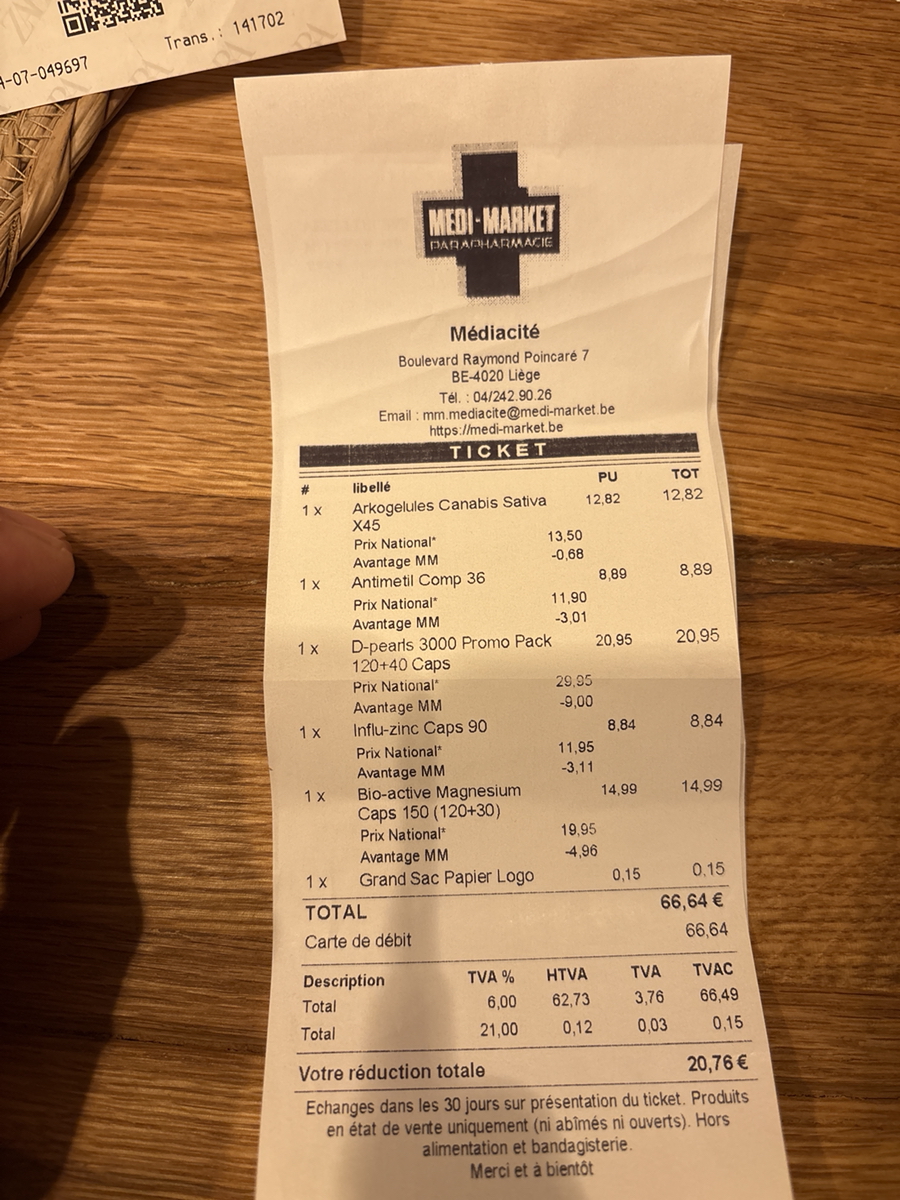 Trans.: 141702
A-07-049697
MEDI-MARKET
PARAPHARMACIE
Médiacité
Boulevard Raymond Poincaré 7
BE-4020 Liège
Tél. : 04/242.90.26
Email : mm.mediacite@medi-market.be
https://medi-market.be
TICKET
# libellé PU TOT
1 x Arkogelules Canabis Sativa 12,82 12,82
X45
Prix National* 13,50
Avantage MM -0,68
1 x Antimetil Comp 36 8,89 8,89
Prix National* 11,90
Avantage MM -3,01
1 x D-pearls 3000 Promo Pack 20,95 20,95
120+40 Caps
Prix National* 29,95
Avantage MM -9,00
1 x Influ-zinc Caps 90 8,84 8,84
Prix National* 11,95
Avantage MM -3,11
1 x Bio-active Magnesium 14,99 14,99
Caps 150 (120+30)
Prix National* 19,95
Avantage MM -4,96
1 x Grand Sac Papier Logo 0,15 0,15
TOTAL 66,64 €
Carte de débit 66,64
Description TVA % HTVA TVA TVAC
Total 6,00 62,73 3,76 66,49
Total 21,00 0,12 0,03 0,15
Votre réduction totale 20,76 €
Echanges dans les 30 jours sur présentation du ticket. Produits
en état de vente uniquement (ni abîmés ni ouverts). Hors
alimentation et bandagisterie.
Merci et à bientôt